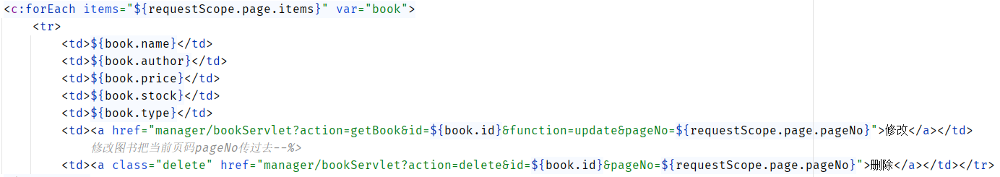 <c:forEach items="${requestScope.page.items}" var="book">
<tr>
<td>${book.name}</td>
<td>${book.author}</td>
<td>${book.price}</td>
<td>${book.stock}</td>
<td>${book.type}</td>
<td><a href="manager/bookServlet?action=getBook&id=${book.id}&function=update&pageNo=${requestScope.page.pageNo}">修改</a></td>
修改图书把当前页码pageNo传过去--%>
<td><a class="delete" href="manager/bookServlet?action=delete&id=${book.id}&pageNo=${requestScope.page.pageNo}">删除</a></td></tr>